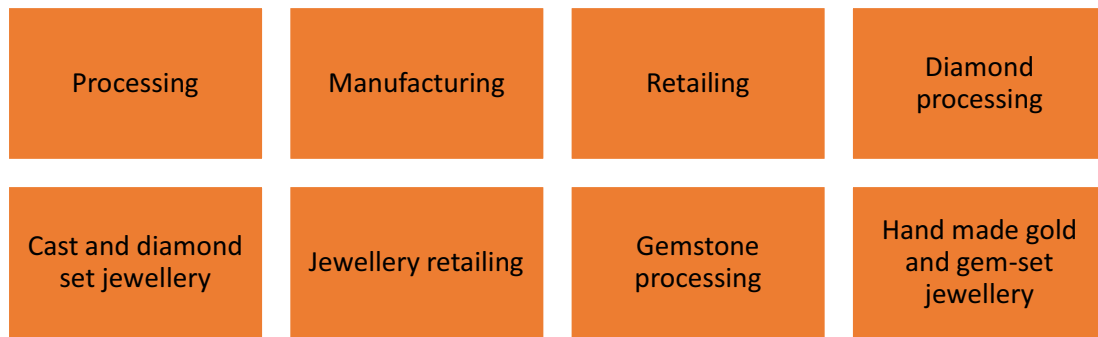 Processing
Manufacturing
Retailing
Diamond
processing
Cast and diamond
set jewellery
Jewellery retailing
Gemstone
processing
Hand made gold
and gem-set
jewellery